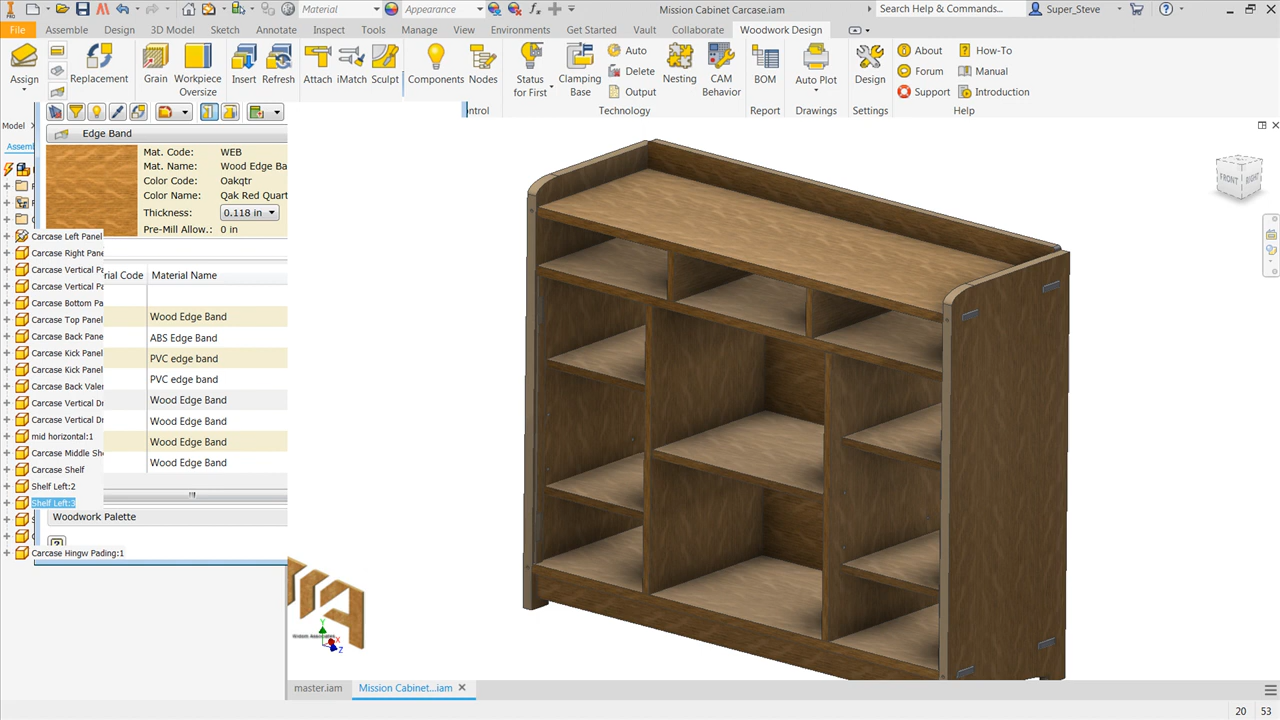 PRO
Material
Appearance
Mission Cabinet Carcase.iam
Search Help & Commands...
Super_Steve
File
Assemble
Design
3D Model
Sketch
Annotate
Inspect
Tools
Manage
View
Environments
Get Started
Vault
Collaborate
Woodwork Design
Assign
Replacement
Grain
Workpiece
Oversize
Insert
Refresh
Attach
iMatch
Sculpt
Components
Nodes
Status
for First
Clamping
Base
Auto
Delete
Output
Nesting
CAM
Behavior
BOM
Auto Plot
Design
About
Forum
Support
How-To
Manual
Introduction
ntrol
Technology
Report
Drawings
Settings
Help
Model
Assem
Edge Band
Mat. Code: WEB
Mat. Name: Wood Edge Ba
Color Code: Oakqtr
Color Name: Qak Red Quart
Thickness: 0.118 in
Pre-Mill Allow.: 0 in
Carcase Left Panel
Carcase Right Pane
Carcase Vertical Pa
Carcase Vertical Pa
Carcase Bottom Pa
Carcase Top Panel
Carcase Back Pane
Carcase Kick Panel
Carcase Kick Panel
Carcase Back Valer
Carcase Vertical Dr
Carcase Vertical Dr
mid horizontal:1
Carcase Middle She
Carcase Shelf
Shelf Left:2
Shelf Left:3
Carcase Hingw Pading:1
rial Code
Material Name
Wood Edge Band
ABS Edge Band
PVC edge band
PVC edge band
Wood Edge Band
Wood Edge Band
Wood Edge Band
Wood Edge Band
Woodwork Palette
FRONT
RIGHT
Y
X
Z
master.iam
Mission Cabinet...iam
20
53